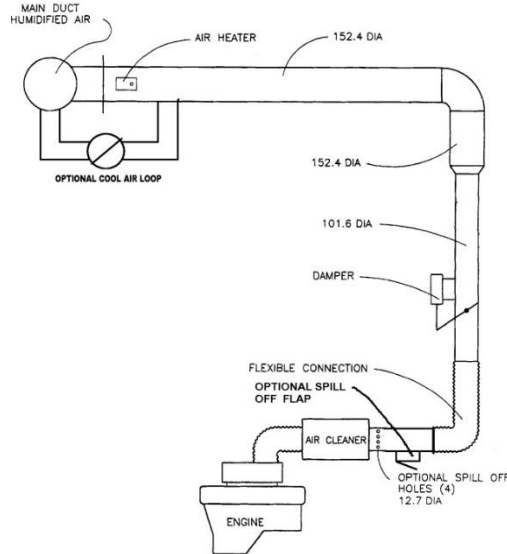 MAIN DUCT
HUMIDIFIED AIR
AIR HEATER
152.4 DIA
OPTIONAL COOL AIR LOOP
152.4 DIA
101.6 DIA
DAMPER
FLEXIBLE CONNECTION
OPTIONAL SPILL
OFF FLAP
AIR CLEANER
OPTIONAL SPILL OFF
HOLES (4)
12.7 DIA
ENGINE